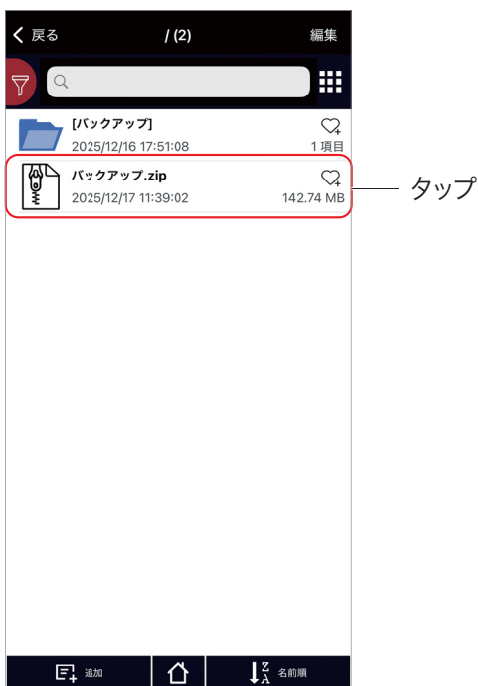 戻る / (2) 編集
[バックアップ]
2025/12/16 17:51:08 1 項目
バックアップ.zip
2025/12/17 11:39:02 142.74 MB
タップ
追加 Z A 名前順